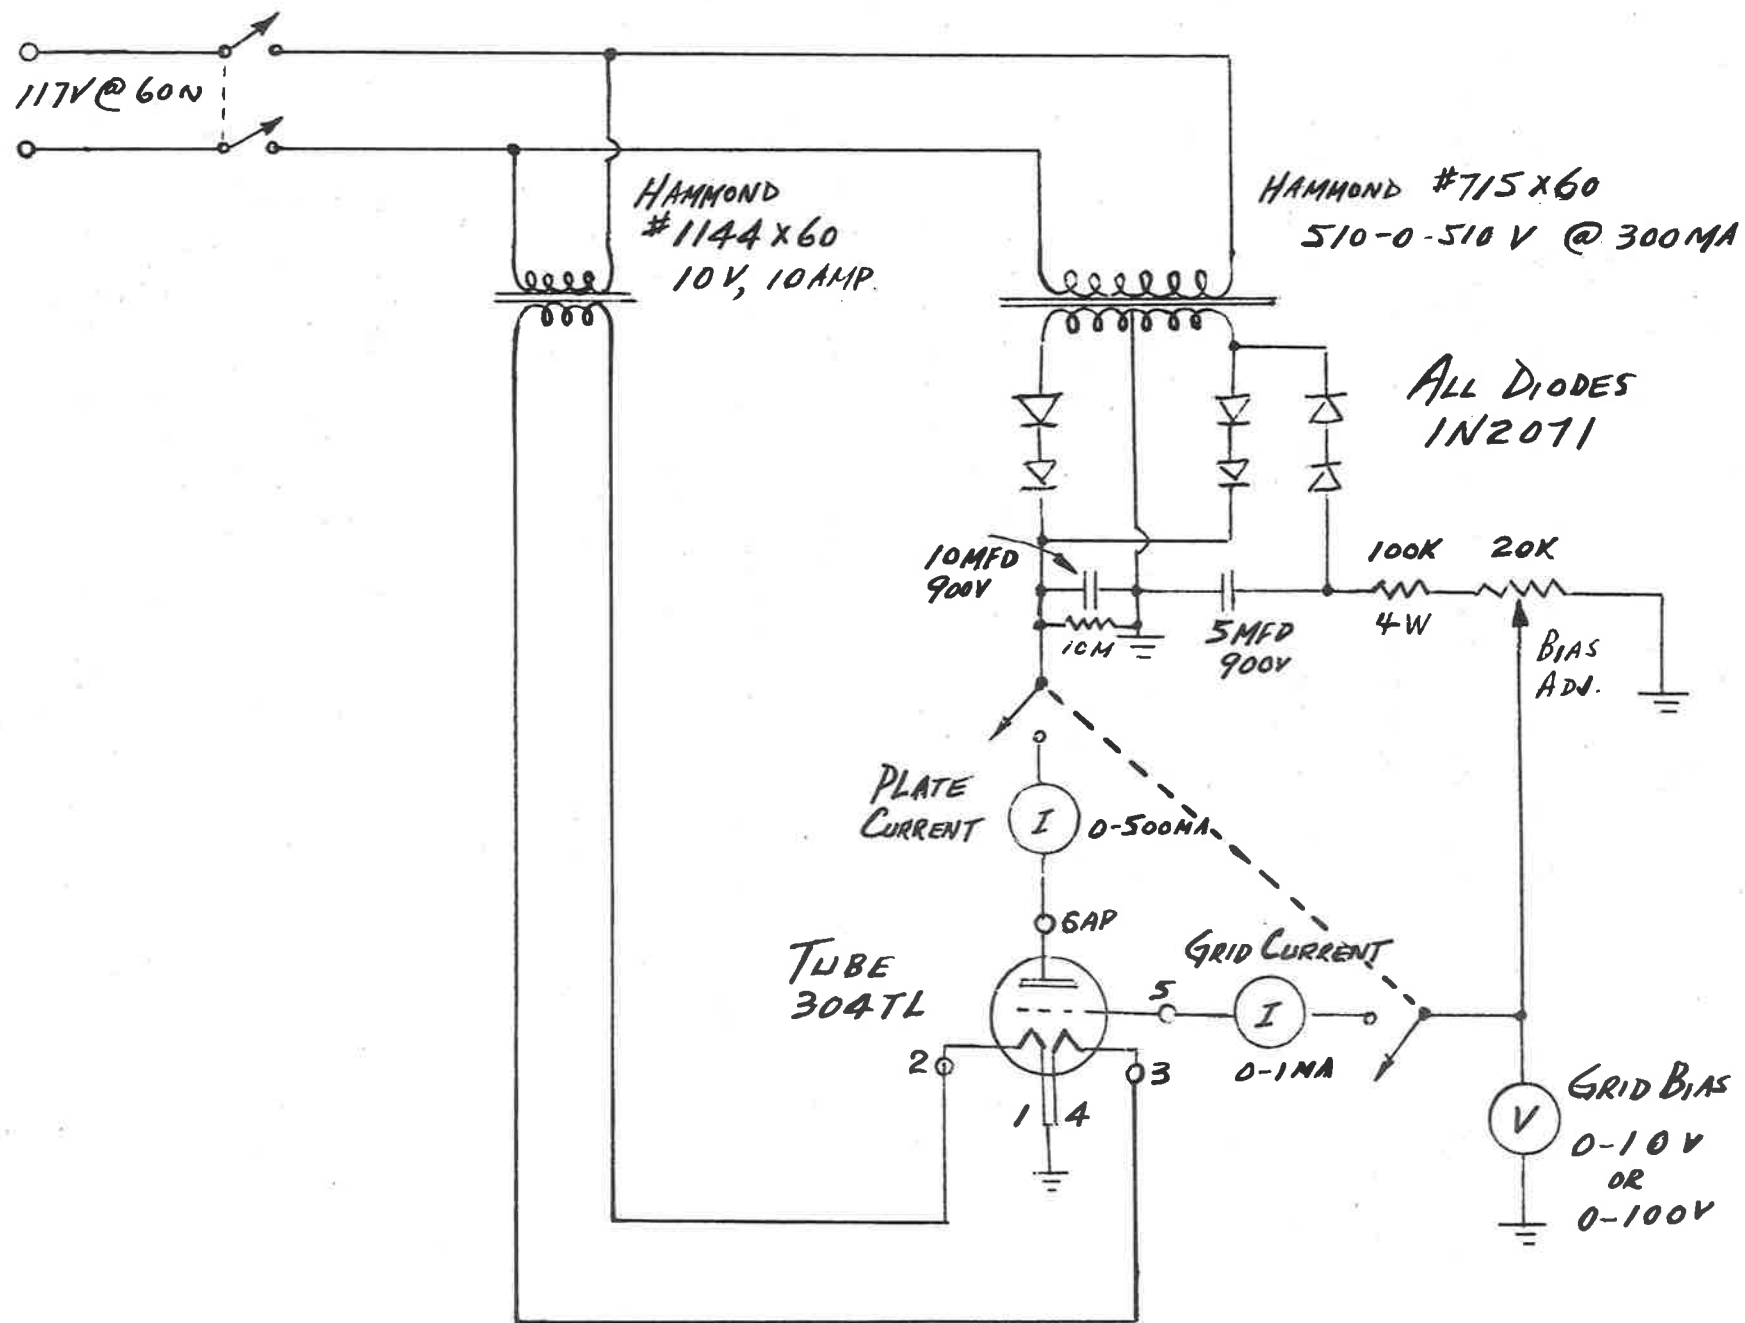 117V @ 60N
HAMMOND
#1144X60
10V, 10AMP.
HAMMOND #715X60
510-0-510 V @ 300MA
ALL DIODES
1N2071
10MFD
900V
10M
5MFD
900V
100K
4W
20K
BIAS
ADJ.
PLATE
CURRENT
I
0-500MA
6AP
TUBE
304TL
GRID CURRENT
5
I
0-1MA
2
3
1
4
V
GRID BIAS
0-10V
OR
0-100V